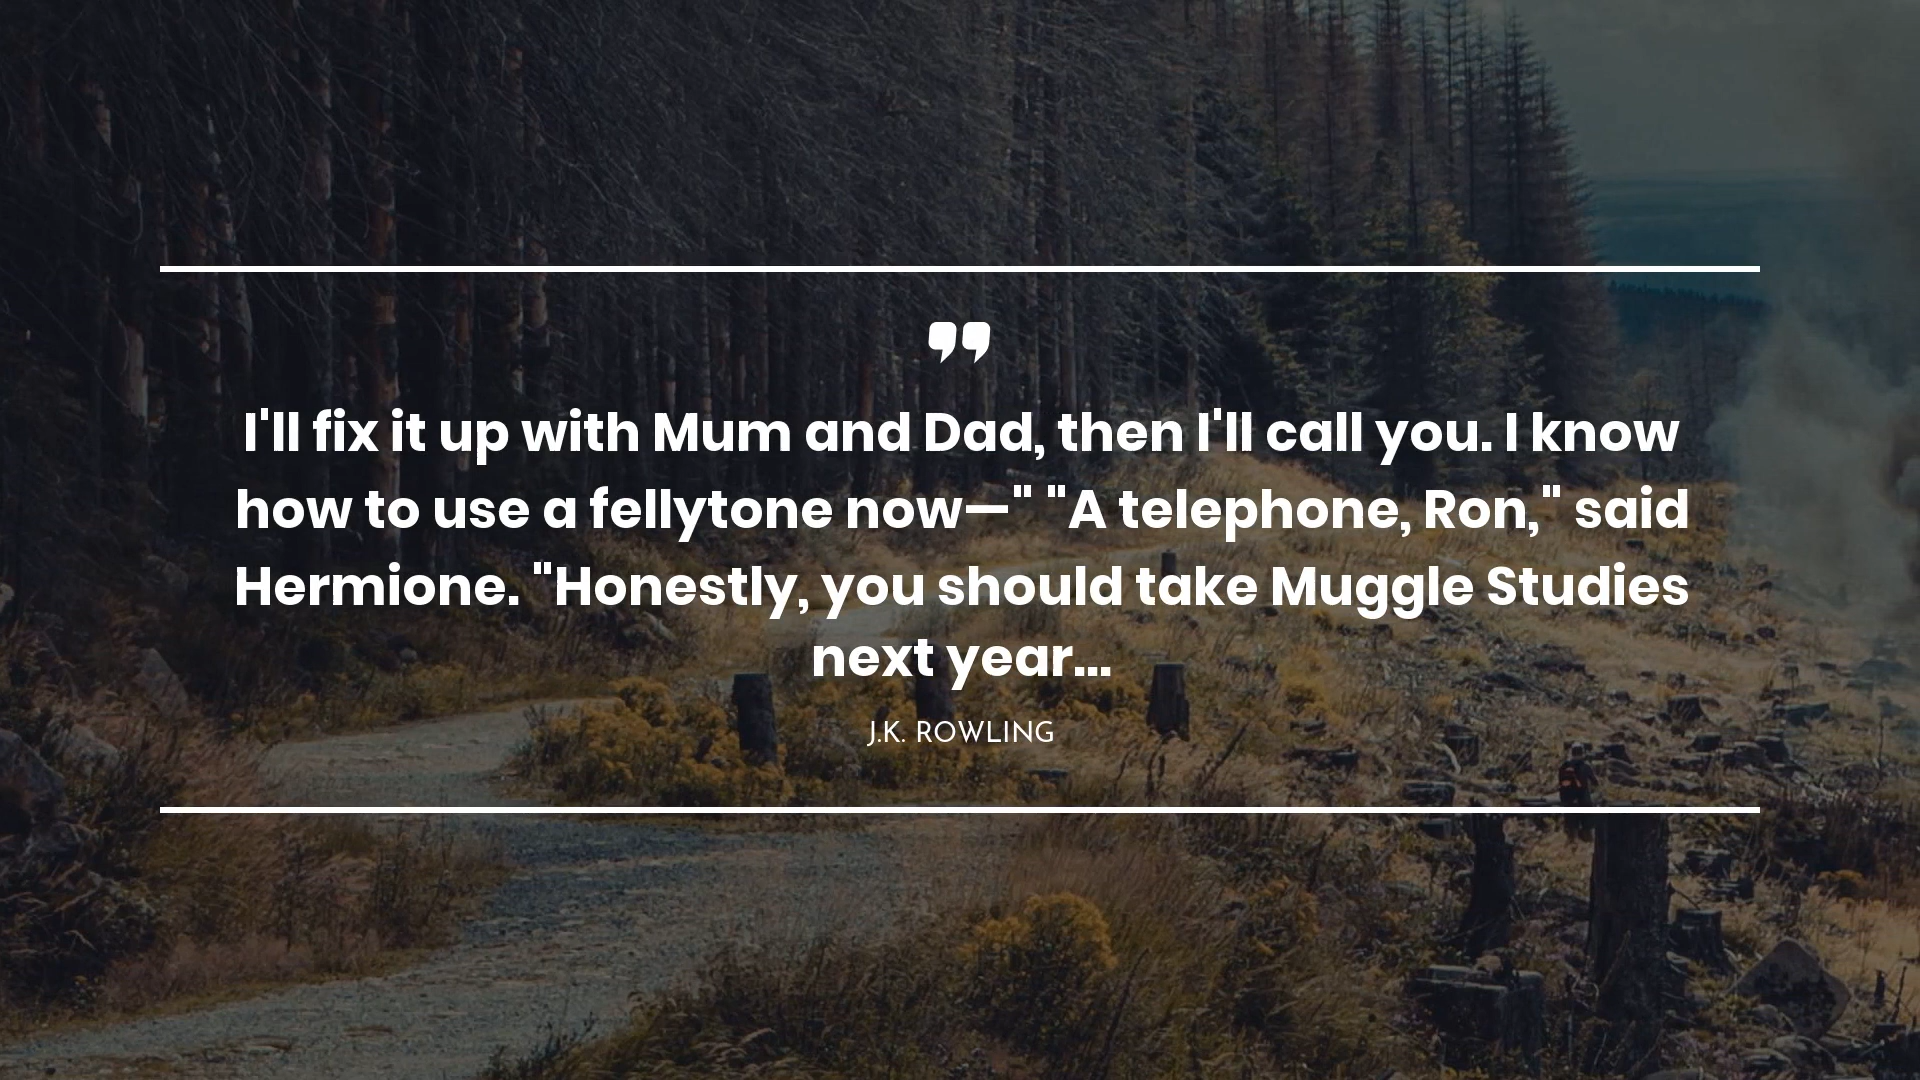 ”
I'll fix it up with Mum and Dad, then I'll call you. I know
how to use a fellytone now—" "A telephone, Ron," said
Hermione. "Honestly, you should take Muggle Studies
next year...
J.K. ROWLING